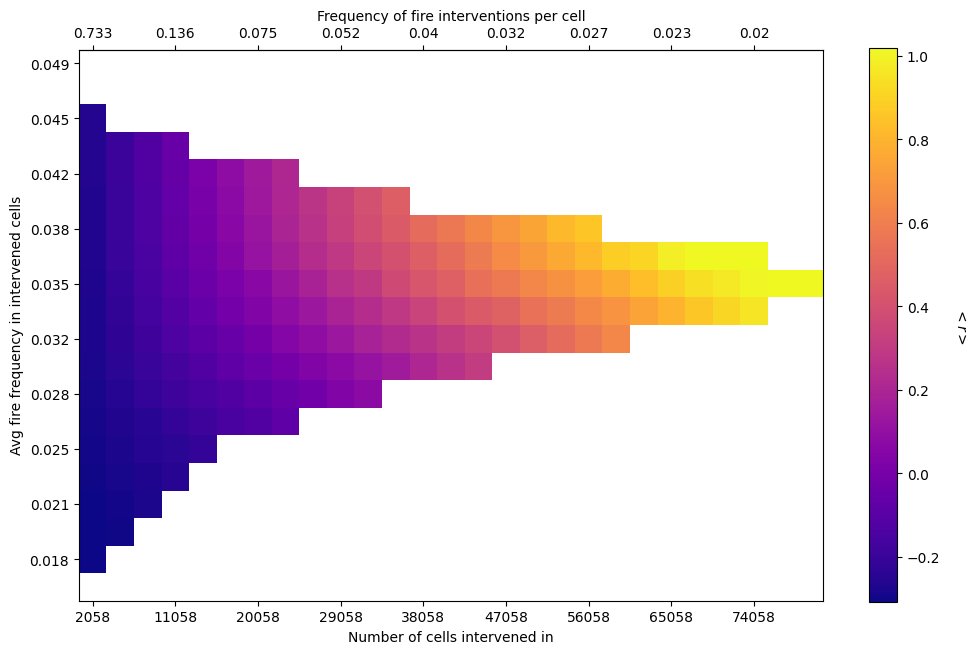 Frequency of fire interventions per cell
0.733 0.136 0.075 0.052 0.04 0.032 0.027 0.023 0.02
Avg fire frequency in intervened cells
0.049
0.045
0.042
0.038
0.035
0.032
0.028
0.025
0.021
0.018
2058 11058 20058 29058 38058 47058 56058 65058 74058
Number of cells intervened in
1.0
0.8
0.6
0.4
0.2
0.0
−0.2
< r >